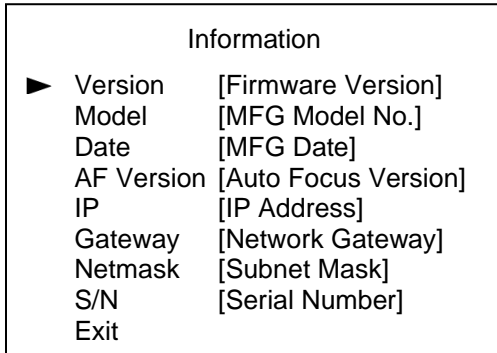 Information
► Version [Firmware Version]
Model [MFG Model No.]
Date [MFG Date]
AF Version [Auto Focus Version]
IP [IP Address]
Gateway [Network Gateway]
Netmask [Subnet Mask]
S/N [Serial Number]
Exit